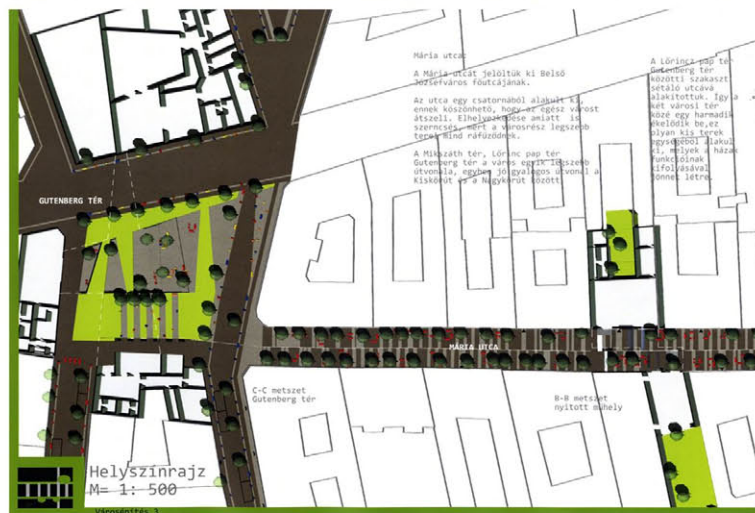 Mária utca:
A Mária utcát jelöltük ki Belső
Józsefváros főutcájának.
Az utca egy csatornából alakult ki,
ennek köszönhető, hogy az egész várost
átszeli. Elhelyezkedése amiatt is
szerencsés, mert a városrész legszebb
terei mind ráfűződnek.
A Mikszáth tér, Lőrinc pap tér
Gutenberg tér a város egyik legszebb
útvonala, egyben jó gyalogos útvonal a
Kiskörút és a Nagykörút között
A Lőrincz pap tér
Gutenberg tér
közötti szakaszt
sétáló utcává
alakítottuk. Így a
két városi tér
közé egy harmadik
ékelődik be, ez
olyan kis terek
egységéből alakul
ki, melyek a házak
funkcióinak
kifolyásával
jönnet létre.
GUTENBERG TÉR
MÁRIA UTCA
C-C metszet
Gutenberg tér
B-B metszet
nyitott műhely
Helyszínrajz
M= 1: 500
Városépítés 3